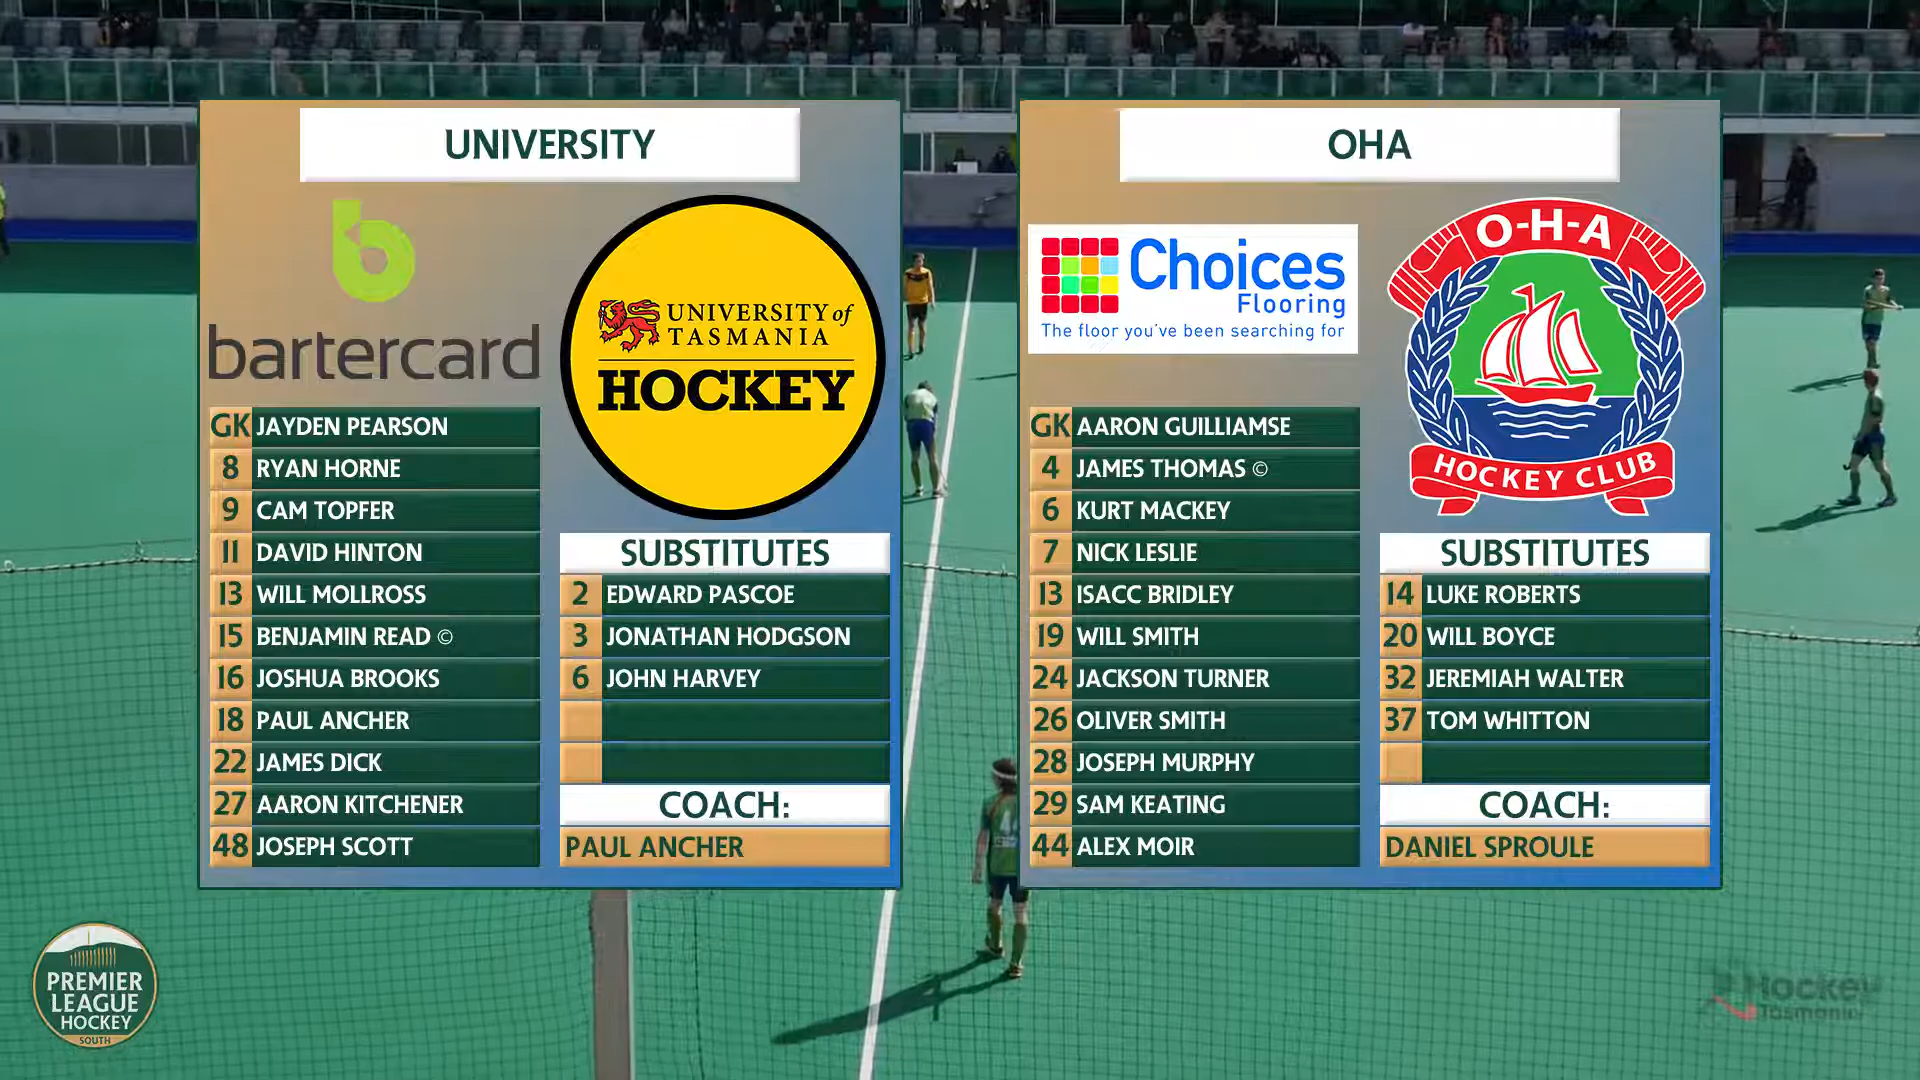 UNIVERSITY
bartercard
UNIVERSITY of
TASMANIA
HOCKEY
GK JAYDEN PEARSON
8 RYAN HORNE
9 CAM TOPFER
11 DAVID HINTON
13 WILL MOLLROSS
15 BENJAMIN READ ©
16 JOSHUA BROOKS
18 PAUL ANCHER
22 JAMES DICK
27 AARON KITCHENER
48 JOSEPH SCOTT
SUBSTITUTES
2 EDWARD PASCOE
3 JONATHAN HODGSON
6 JOHN HARVEY
COACH:
PAUL ANCHER
OHA
Choices
Flooring
The floor you've been searching for
O-H-A
HOCKEY CLUB
GK AARON GUILLIAMSE
4 JAMES THOMAS ©
6 KURT MACKEY
7 NICK LESLIE
13 ISACC BRIDLEY
19 WILL SMITH
24 JACKSON TURNER
26 OLIVER SMITH
28 JOSEPH MURPHY
29 SAM KEATING
44 ALEX MOIR
SUBSTITUTES
14 LUKE ROBERTS
20 WILL BOYCE
32 JEREMIAH WALTER
37 TOM WHITTON
COACH:
DANIEL SPROULE
4
PREMIER
LEAGUE
HOCKEY
SOUTH
Hockey
Tasmania